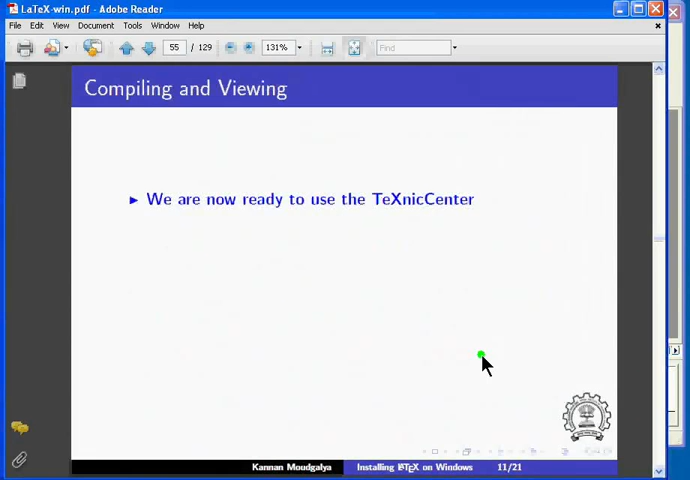 LaTeX-win.pdf - Adobe Reader
File Edit View Document Tools Window Help
55 / 129 131% Find
Compiling and Viewing
We are now ready to use the TeXnicCenter
Kannan Moudgalya Installing LaTeX on Windows 11/21